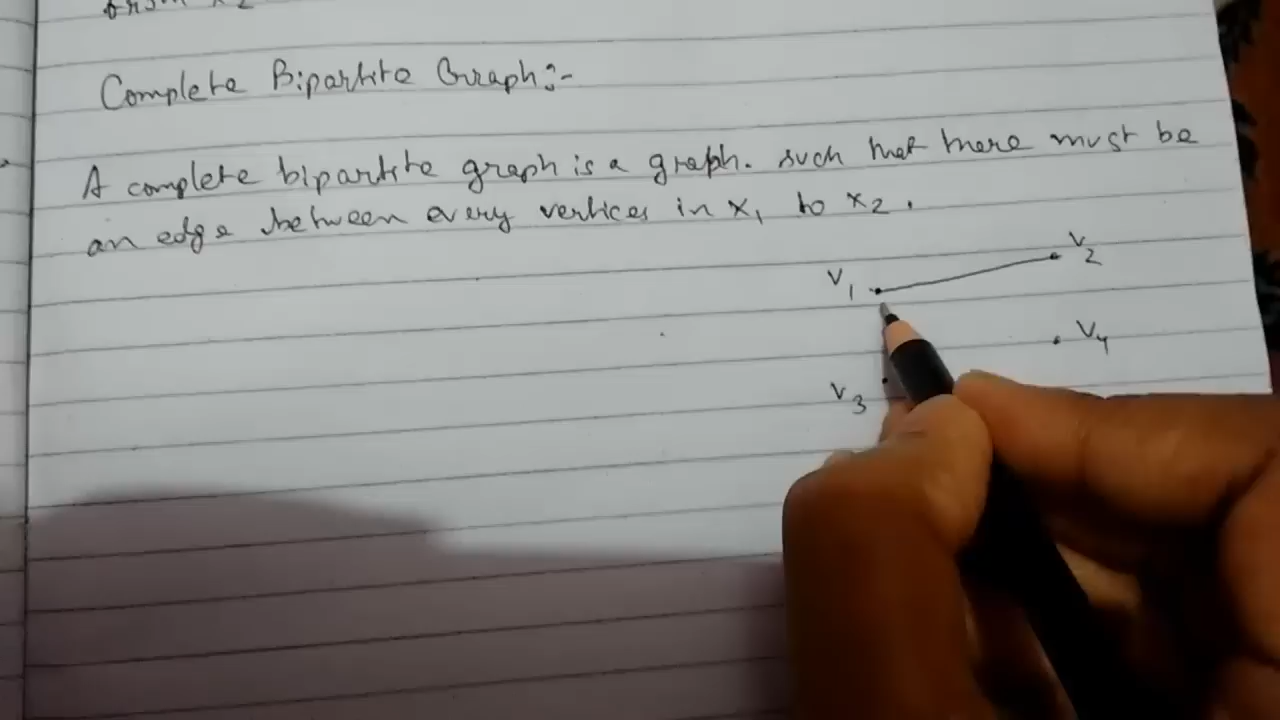 Complete Bipartite Graph:-
A complete bipartite graph is a graph. such that there must be
an edge between every vertices in x1 to x2.
v1
v2
v3
v4